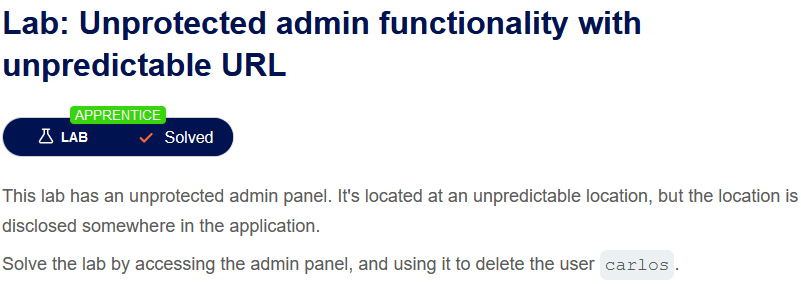 Lab: Unprotected admin functionality with
unpredictable URL
APPRENTICE
LAB
Solved
This lab has an unprotected admin panel. It's located at an unpredictable location, but the location is
disclosed somewhere in the application.
Solve the lab by accessing the admin panel, and using it to delete the user carlos.